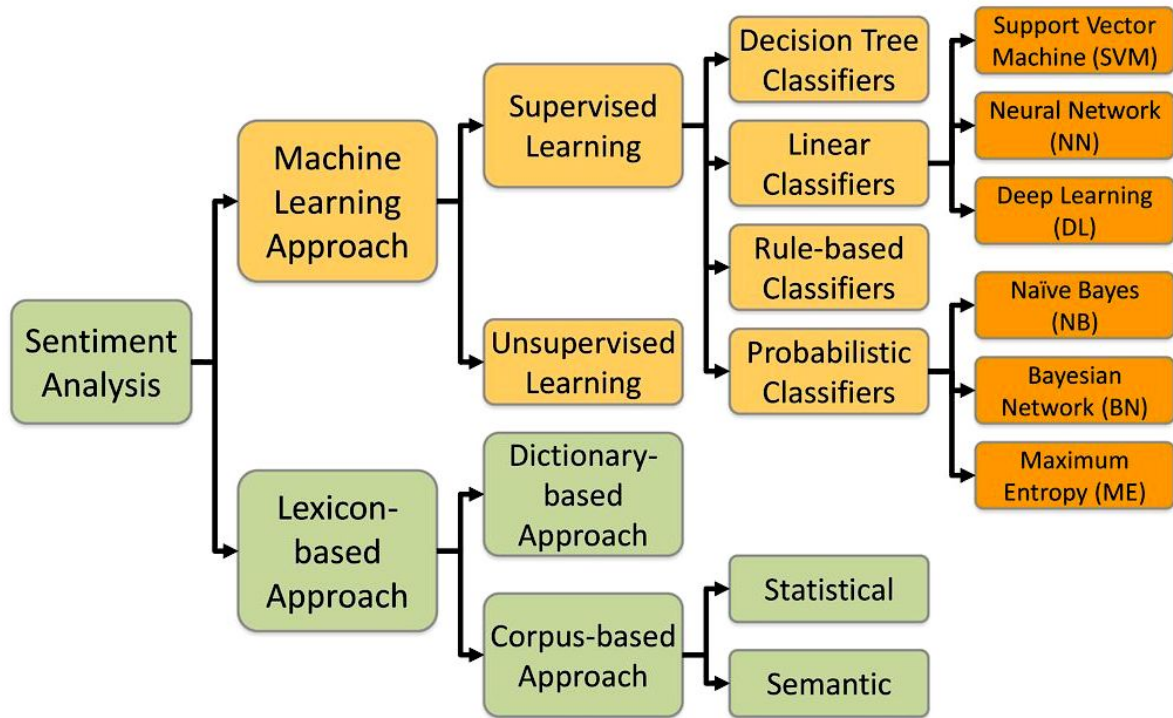 Sentiment
Analysis
Machine
Learning
Approach
Lexicon-
based
Approach
Supervised
Learning
Unsupervised
Learning
Dictionary-
based
Approach
Corpus-based
Approach
Decision Tree
Classifiers
Linear
Classifiers
Rule-based
Classifiers
Probabilistic
Classifiers
Statistical
Semantic
Support Vector
Machine (SVM)
Neural Network
(NN)
Deep Learning
(DL)
Naïve Bayes
(NB)
Bayesian
Network (BN)
Maximum
Entropy (ME)